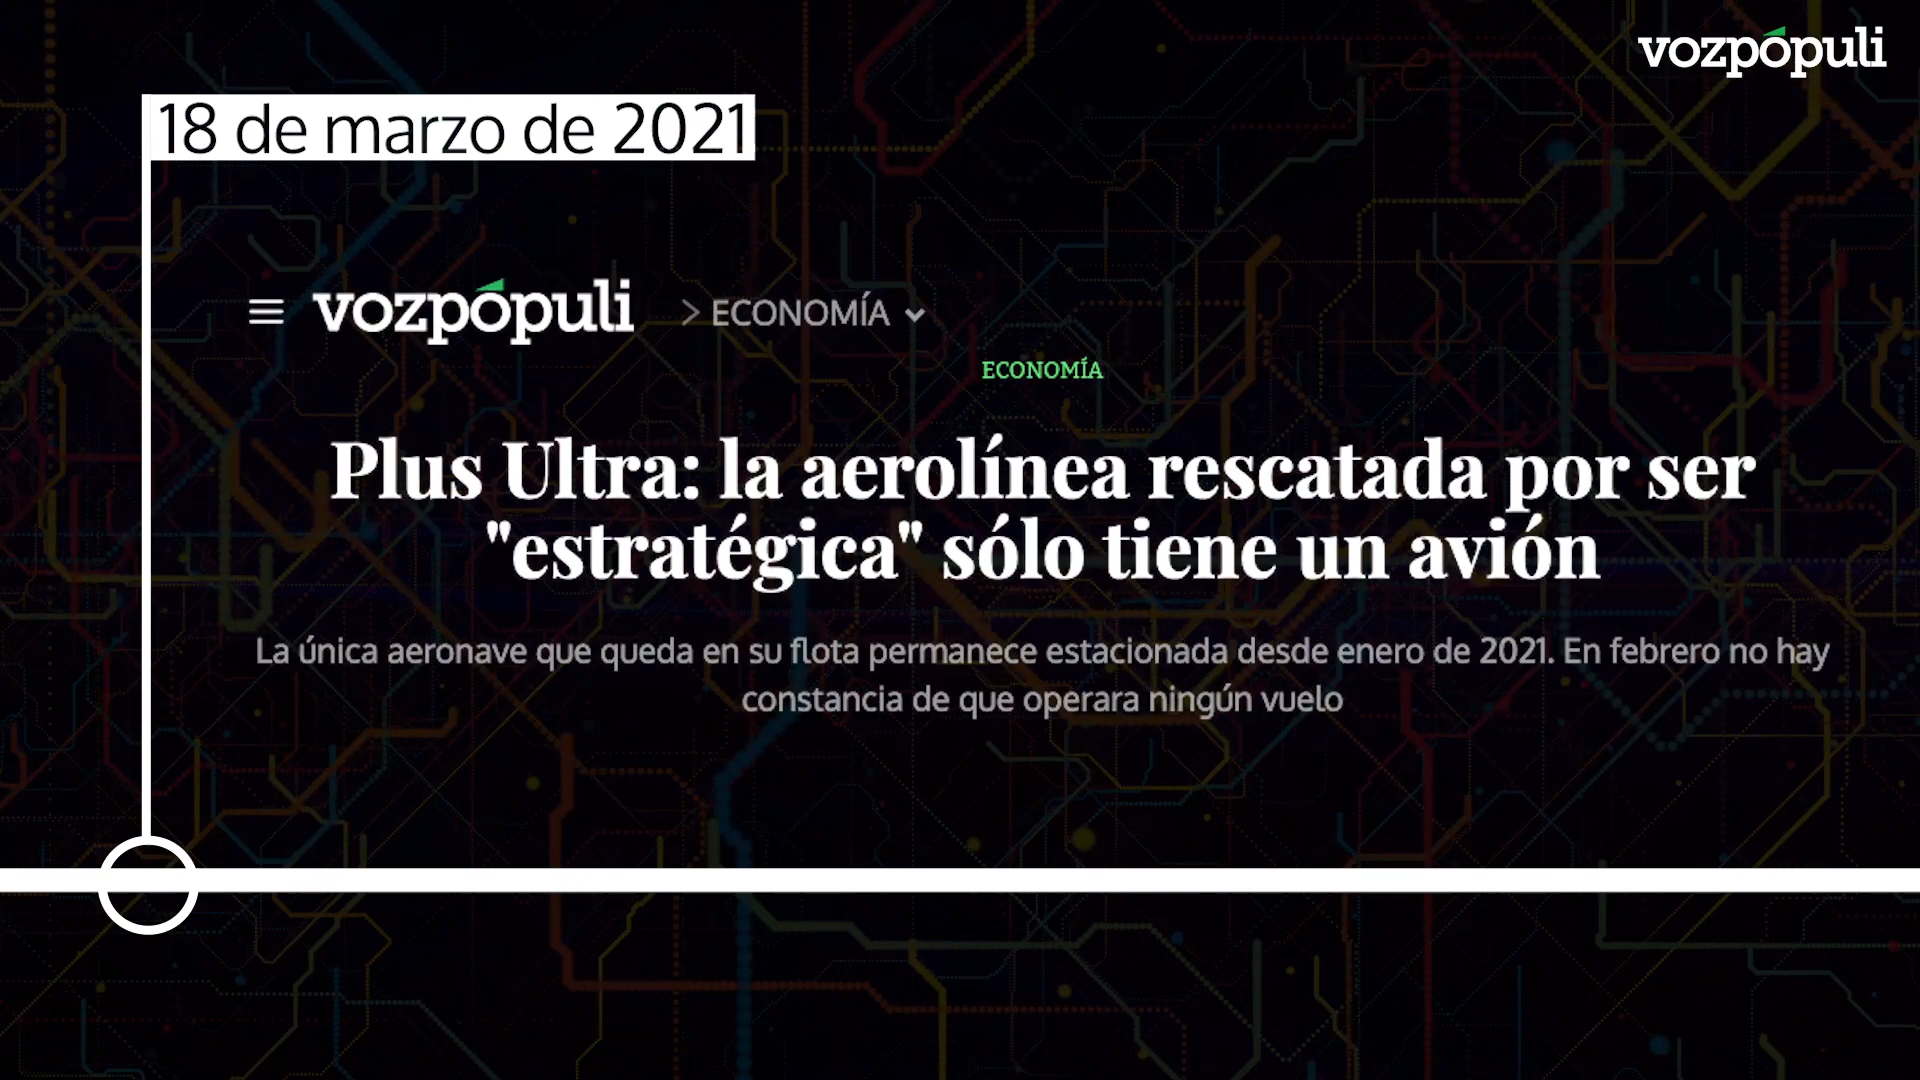 vozpópuli
18 de marzo de 2021
vozpópuli > ECONOMÍA
ECONOMÍA
Plus Ultra: la aerolínea rescatada por ser
"estratégica" sólo tiene un avión
La única aeronave que queda en su flota permanece estacionada desde enero de 2021. En febrero no hay
constancia de que operara ningún vuelo